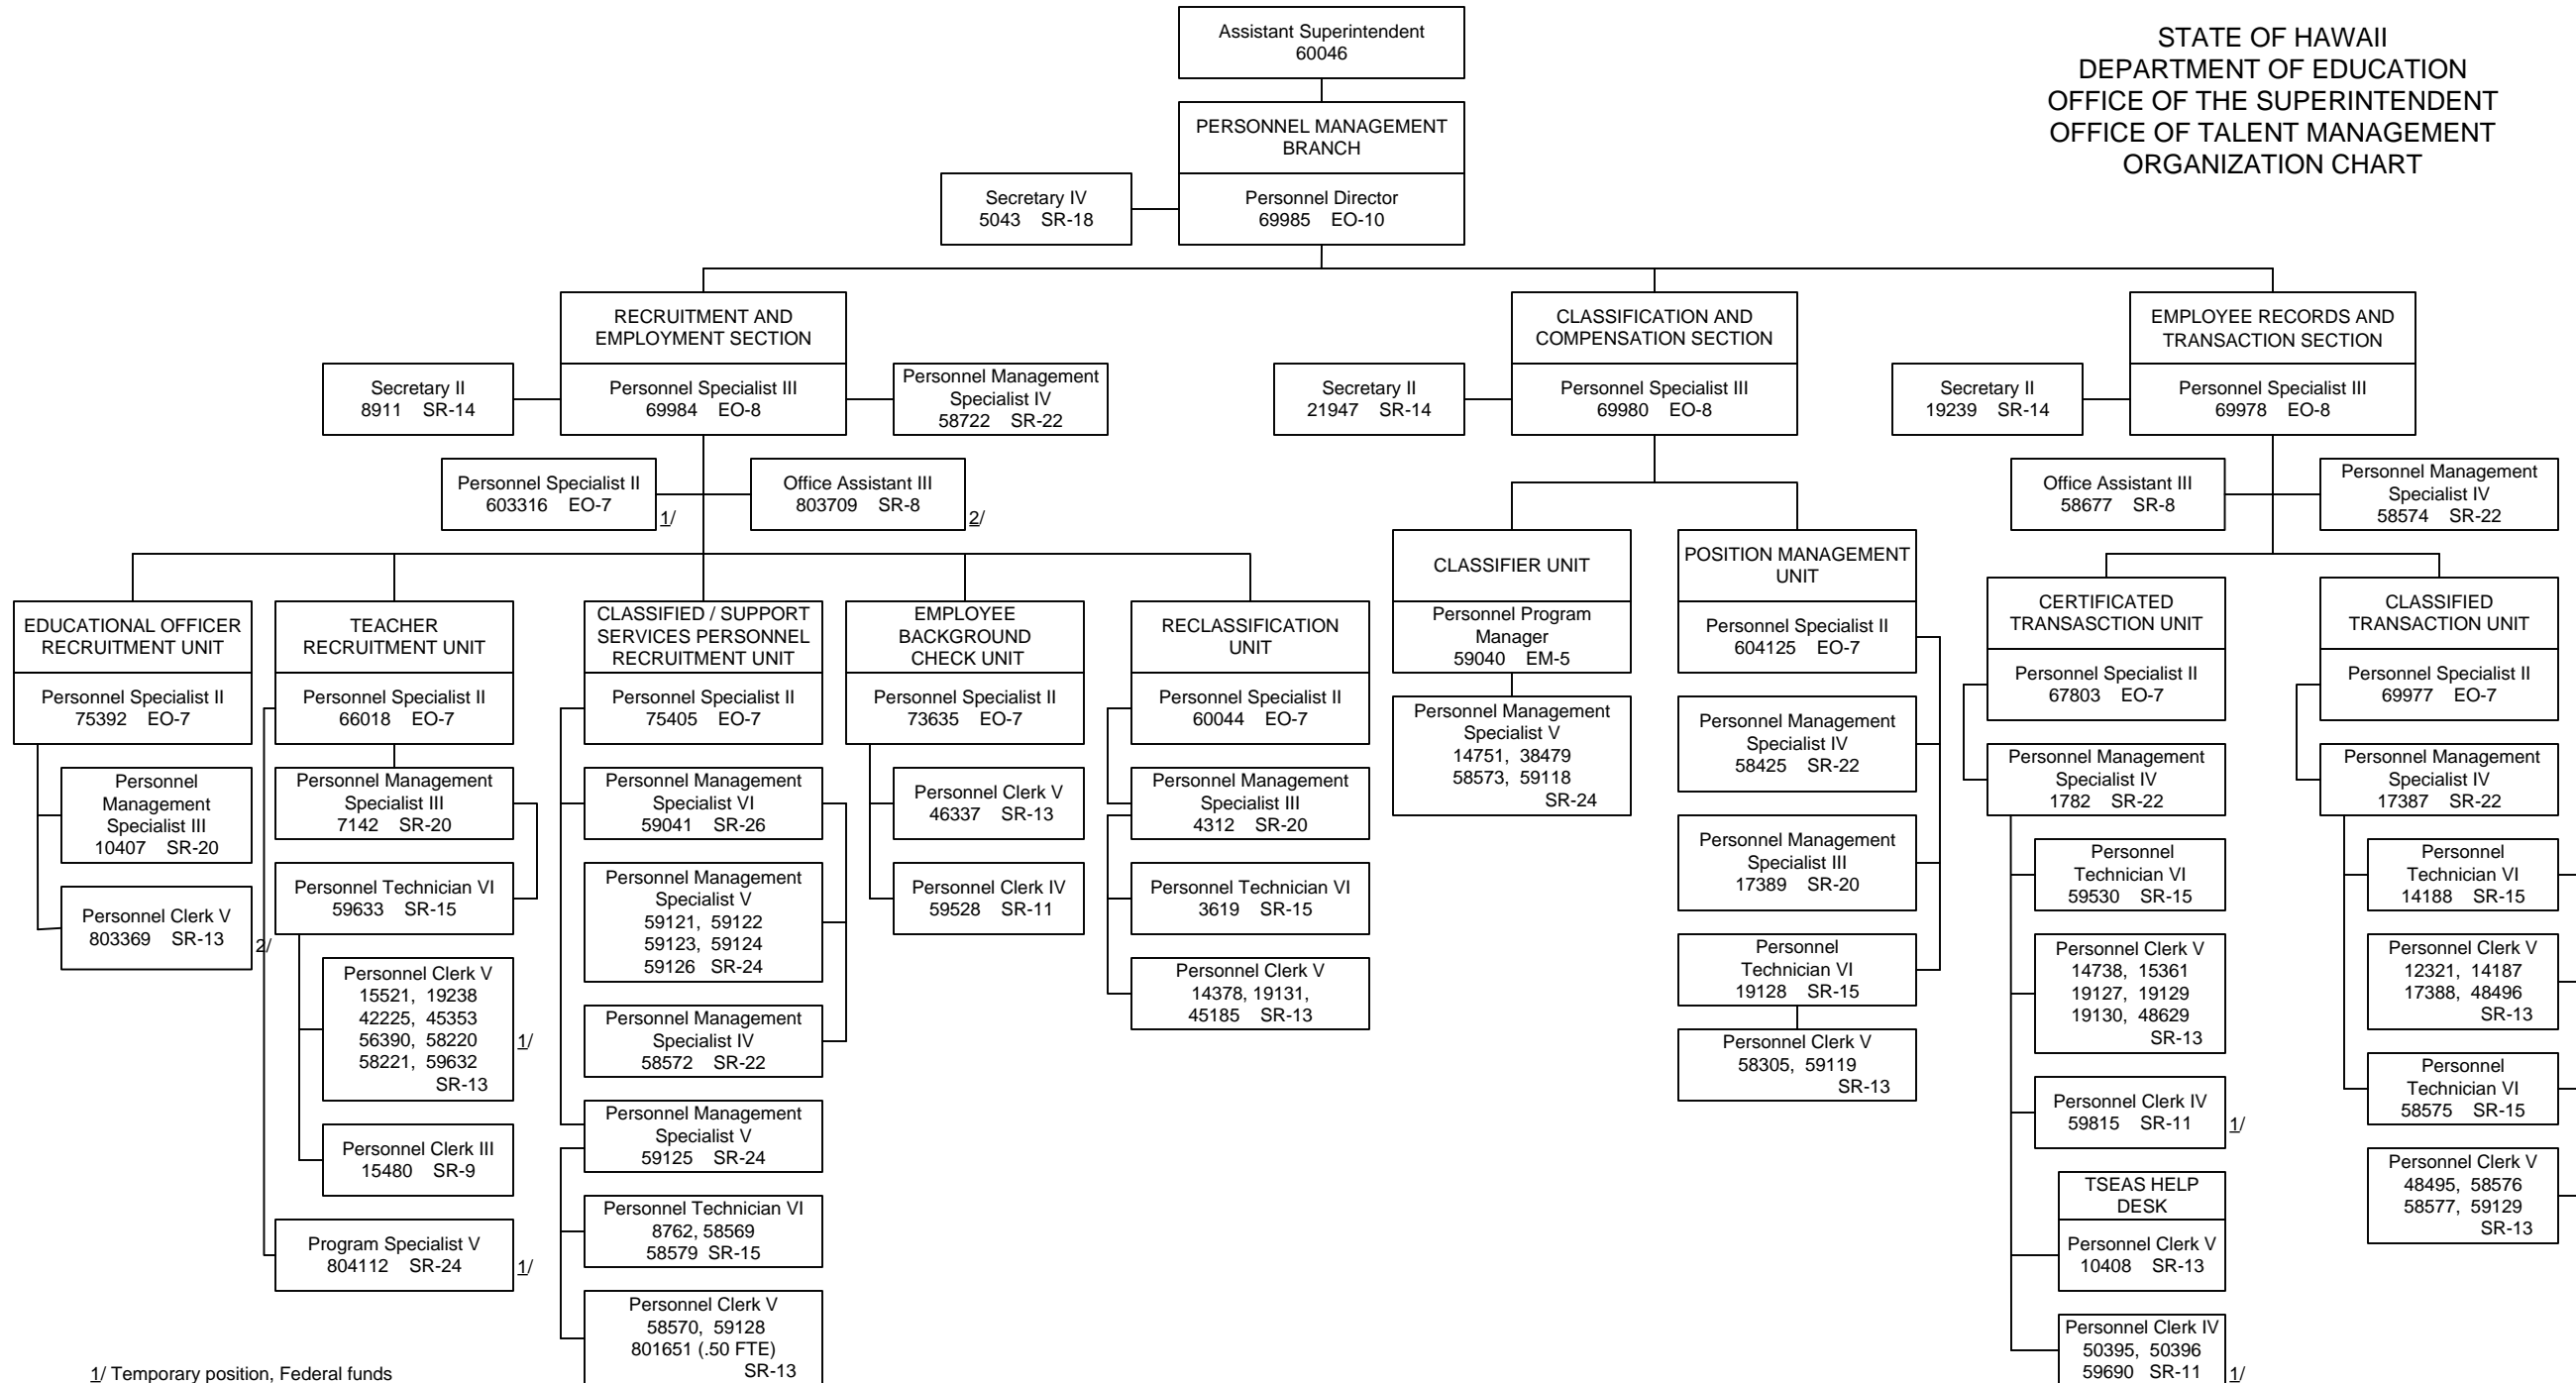 STATE OF HAWAII
DEPARTMENT OF EDUCATION
OFFICE OF THE SUPERINTENDENT
OFFICE OF TALENT MANAGEMENT
ORGANIZATION CHART
Assistant Superintendent
60046
PERSONNEL MANAGEMENT
BRANCH
Personnel Director
69985 EO-10
Secretary IV
5043 SR-18
RECRUITMENT AND
EMPLOYMENT SECTION
Personnel Specialist III
69984 EO-8
Secretary II
8911 SR-14
Personnel Management
Specialist IV
58722 SR-22
Personnel Specialist II
603316 EO-7
1/
Office Assistant III
803709 SR-8
2/
EDUCATIONAL OFFICER
RECRUITMENT UNIT
Personnel Specialist II
75392 EO-7
Personnel
Management
Specialist III
10407 SR-20
Personnel Clerk V
803369 SR-13
2/
TEACHER
RECRUITMENT UNIT
Personnel Specialist II
66018 EO-7
Personnel Management
Specialist III
7142 SR-20
Personnel Technician VI
59633 SR-15
Personnel Clerk V
15521, 19238
42225, 45353
56390, 58220
58221, 59632
SR-13
1/
Personnel Clerk III
15480 SR-9
Program Specialist V
804112 SR-24
1/
CLASSIFIED / SUPPORT
SERVICES PERSONNEL
RECRUITMENT UNIT
Personnel Specialist II
75405 EO-7
Personnel Management
Specialist VI
59041 SR-26
Personnel Management
Specialist V
59121, 59122
59123, 59124
59126 SR-24
Personnel Management
Specialist IV
58572 SR-22
Personnel Management
Specialist V
59125 SR-24
Personnel Technician VI
8762, 58569
58579 SR-15
Personnel Clerk V
58570, 59128
801651 (.50 FTE)
SR-13
EMPLOYEE
BACKGROUND
CHECK UNIT
Personnel Specialist II
73635 EO-7
Personnel Clerk V
46337 SR-13
Personnel Clerk IV
59528 SR-11
RECLASSIFICATION
UNIT
Personnel Specialist II
60044 EO-7
Personnel Management
Specialist III
4312 SR-20
Personnel Technician VI
3619 SR-15
Personnel Clerk V
14378, 19131,
45185 SR-13
CLASSIFICATION AND
COMPENSATION SECTION
Personnel Specialist III
69980 EO-8
Secretary II
21947 SR-14
CLASSIFIER UNIT
Personnel Program
Manager
59040 EM-5
Personnel Management
Specialist V
14751, 38479
58573, 59118
SR-24
POSITION MANAGEMENT
UNIT
Personnel Specialist II
604125 EO-7
Personnel Management
Specialist IV
58425 SR-22
Personnel Management
Specialist III
17389 SR-20
Personnel
Technician VI
19128 SR-15
Personnel Clerk V
58305, 59119
SR-13
EMPLOYEE RECORDS AND
TRANSACTION SECTION
Personnel Specialist III
69978 EO-8
Secretary II
19239 SR-14
Office Assistant III
58677 SR-8
Personnel Management
Specialist IV
58574 SR-22
CERTIFICATED
TRANSASCTION UNIT
Personnel Specialist II
67803 EO-7
Personnel Management
Specialist IV
1782 SR-22
Personnel
Technician VI
59530 SR-15
Personnel Clerk V
14738, 15361
19127, 19129
19130, 48629
SR-13
Personnel Clerk IV
59815 SR-11
1/
TSEAS HELP
DESK
Personnel Clerk V
10408 SR-13
Personnel Clerk IV
50395, 50396
59690 SR-11
1/
CLASSIFIED
TRANSACTION UNIT
Personnel Specialist II
69977 EO-7
Personnel Management
Specialist IV
17387 SR-22
Personnel
Technician VI
14188 SR-15
Personnel Clerk V
12321, 14187
17388, 48496
SR-13
Personnel
Technician VI
58575 SR-15
Personnel Clerk V
48495, 58576
58577, 59129
SR-13
1/ Temporary position, Federal funds